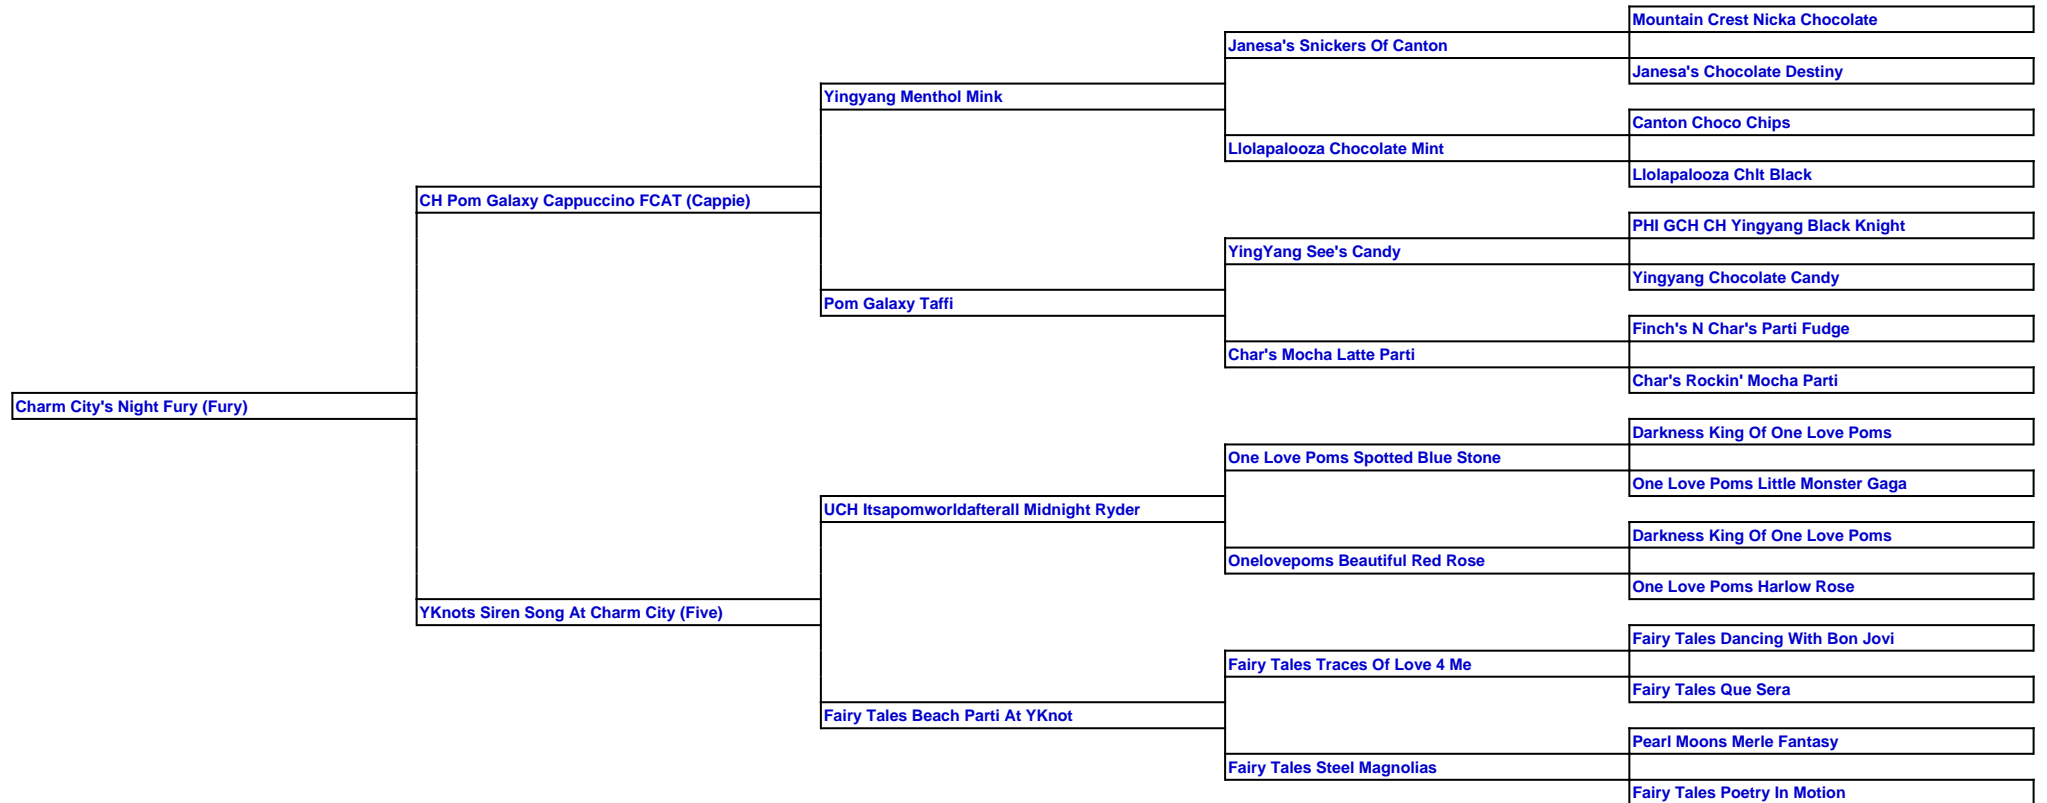 Mountain Crest Nicka Chocolate
Janesa's Snickers Of Canton
Janesa's Chocolate Destiny
Yingyang Menthol Mink
Canton Choco Chips
Llolapalooza Chocolate Mint
Llolapalooza Chlt Black
CH Pom Galaxy Cappuccino FCAT (Cappie)
PHI GCH CH Yingyang Black Knight
YingYang See's Candy
Yingyang Chocolate Candy
Pom Galaxy Taffi
Finch's N Char's Parti Fudge
Char's Mocha Latte Parti
Char's Rockin' Mocha Parti
Charm City's Night Fury (Fury)
Darkness King Of One Love Poms
One Love Poms Spotted Blue Stone
One Love Poms Little Monster Gaga
UCH Itsapomworldafterall Midnight Ryder
Darkness King Of One Love Poms
Onelovepoms Beautiful Red Rose
One Love Poms Harlow Rose
YKnots Siren Song At Charm City (Five)
Fairy Tales Dancing With Bon Jovi
Fairy Tales Traces Of Love 4 Me
Fairy Tales Que Sera
Fairy Tales Beach Parti At YKnot
Pearl Moons Merle Fantasy
Fairy Tales Steel Magnolias
Fairy Tales Poetry In Motion